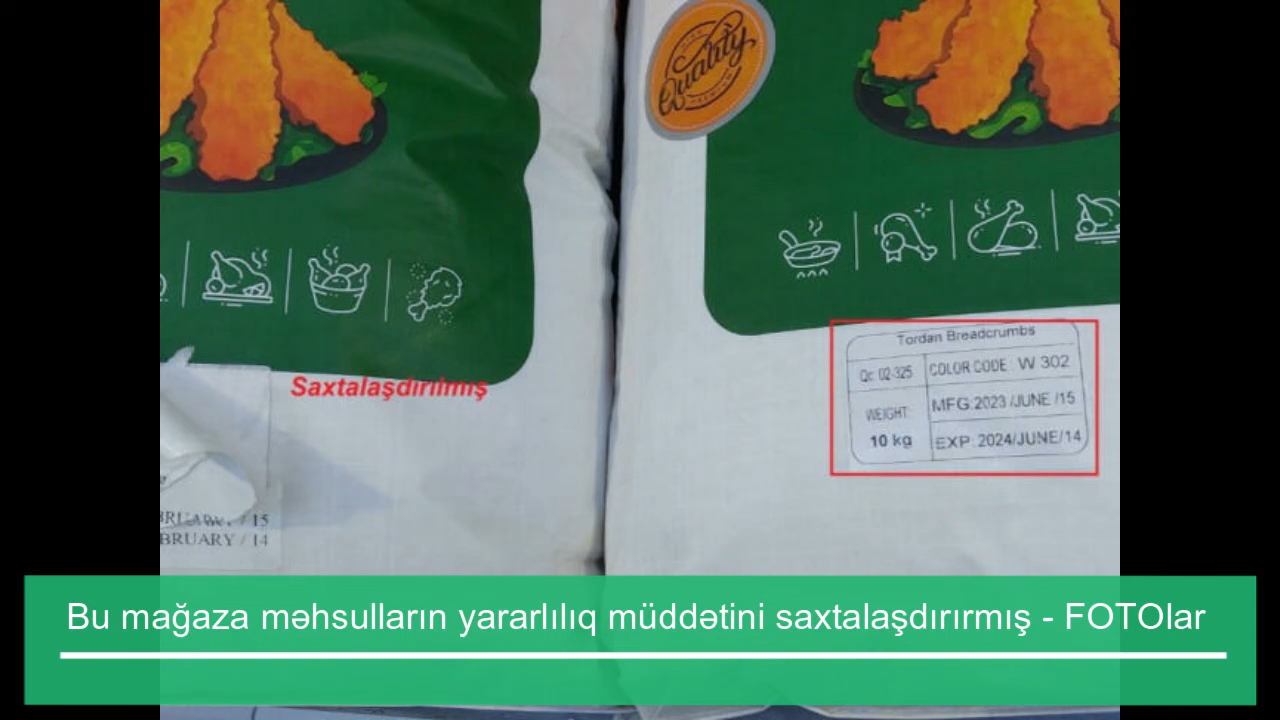 Quality
PREMIUM
Tordan Breadcrumbs
Qc 02-325
COLOR CODE: W 302
WEIGHT:
10 kg
MFG:2023 /JUNE /15
EXP: 2024/JUNE/14
Saxtalaşdırılmış
/ 15
BRUARY / 14
Bu mağaza məhsulların yararlılıq müddətini saxtalaşdırırmış - FOTOlar